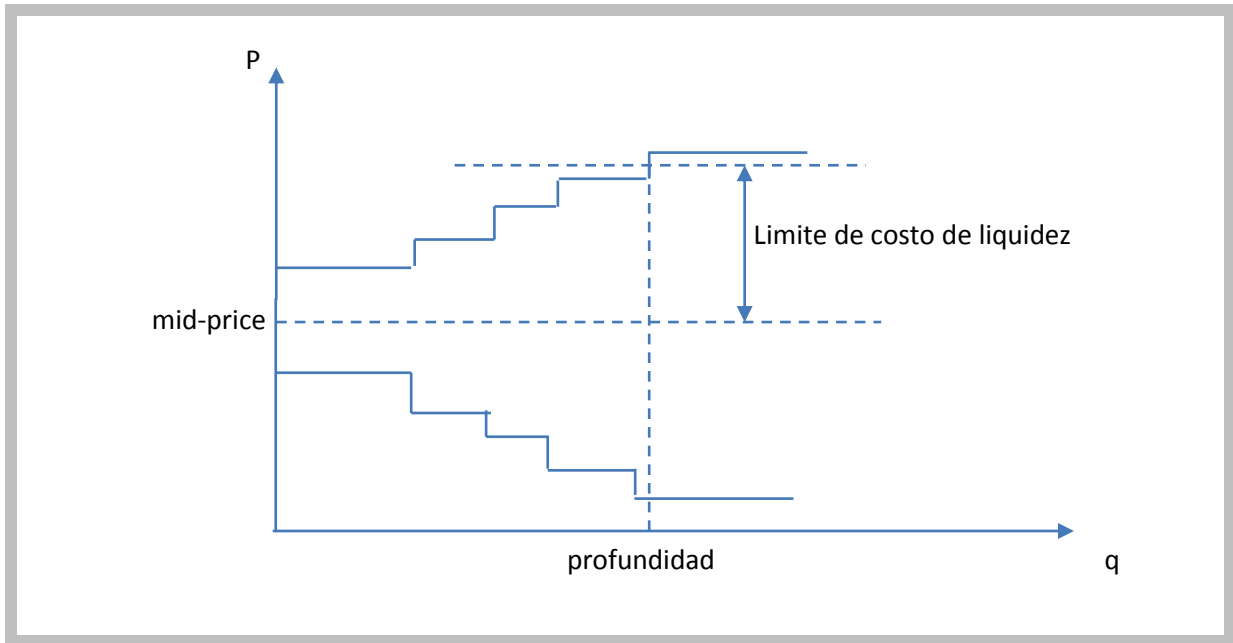 P
Limite de costo de liquidez
mid-price
profundidad
q